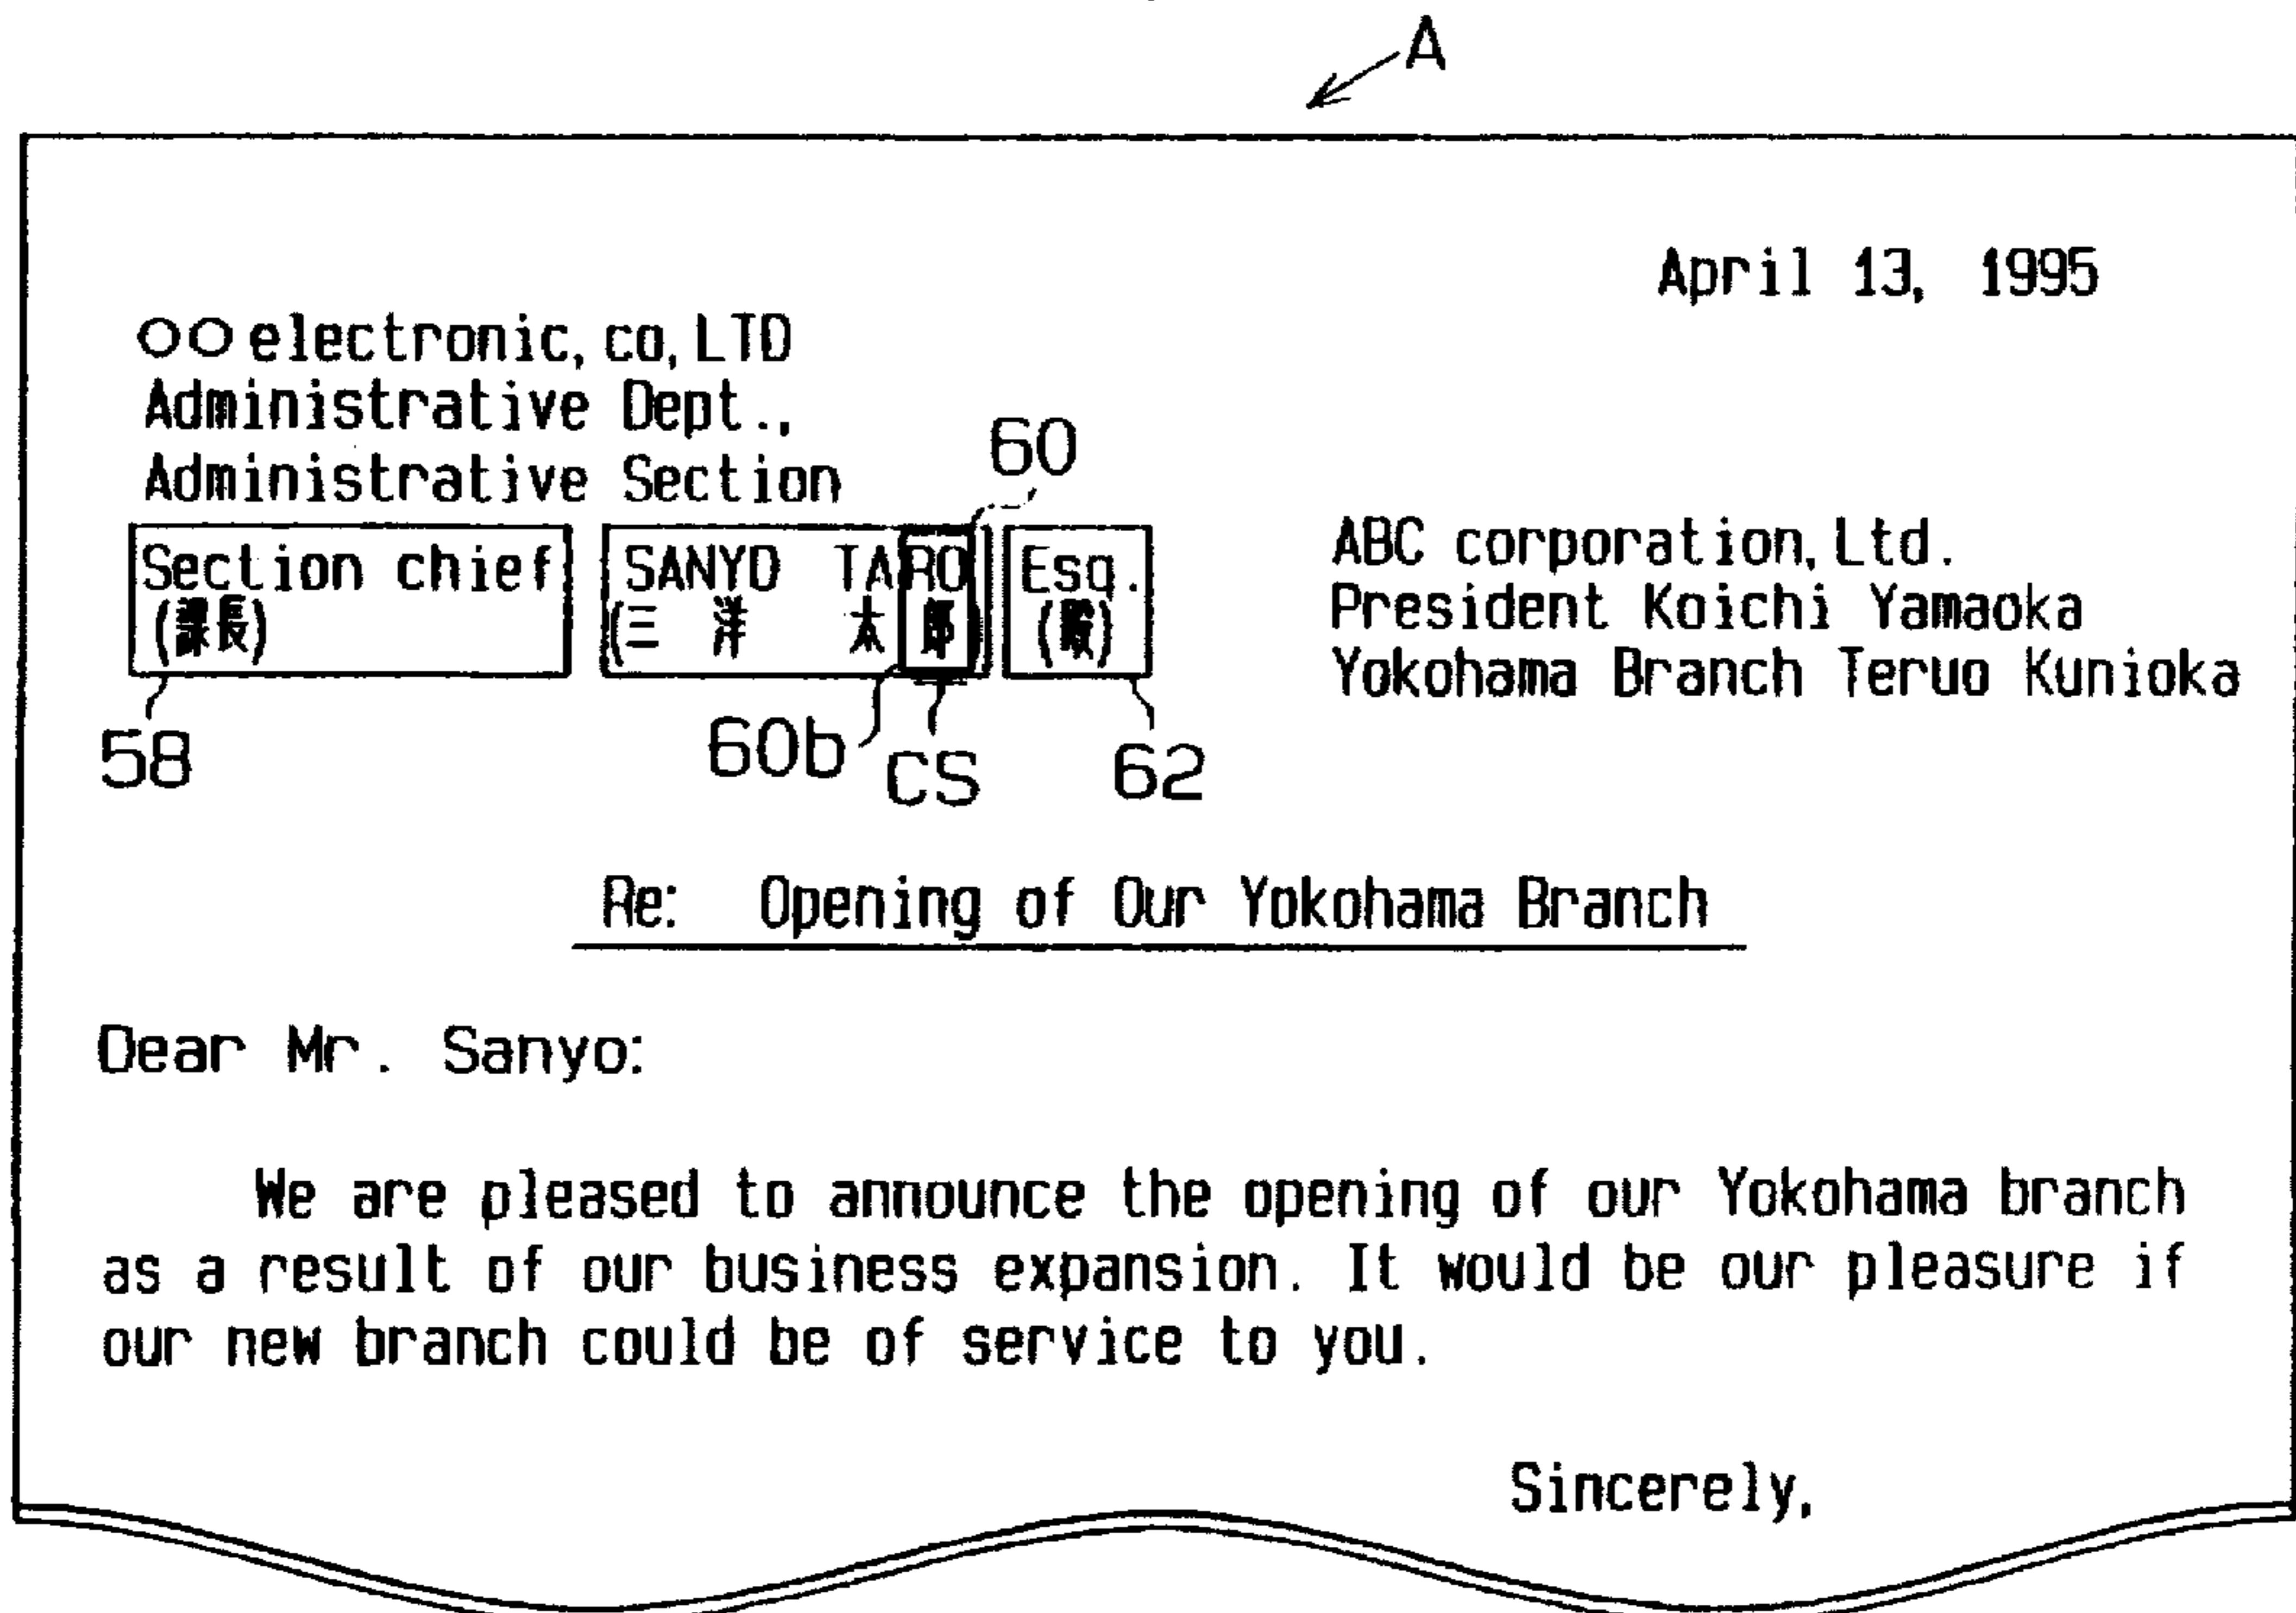 A
April 13, 1995
○○electronic,co,LTD
Administrative Dept.,
Administrative Section
60
Section chief SANYO TARO Esq.
(課長) (三 洋 太 郎) (殿)
58 60b CS 62
ABC corporation,Ltd.
President Koichi Yamaoka
Yokohama Branch Teruo Kunioka
Re: Opening of Our Yokohama Branch
Dear Mr. Sanyo:
We are pleased to announce the opening of our Yokohama branch
as a result of our business expansion. It would be our pleasure if
our new branch could be of service to you.
Sincerely,